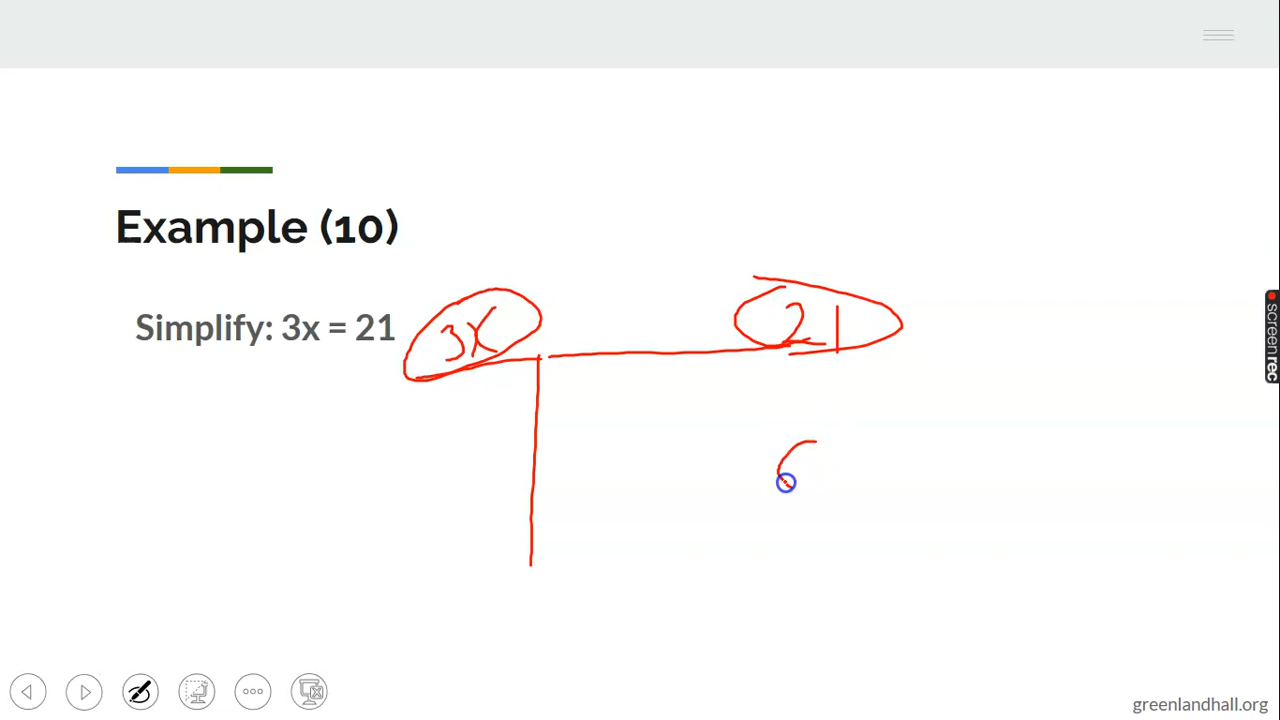 Example (10)
Simplify: 3x = 21
3x 21
screenrec
greenlandhall.org